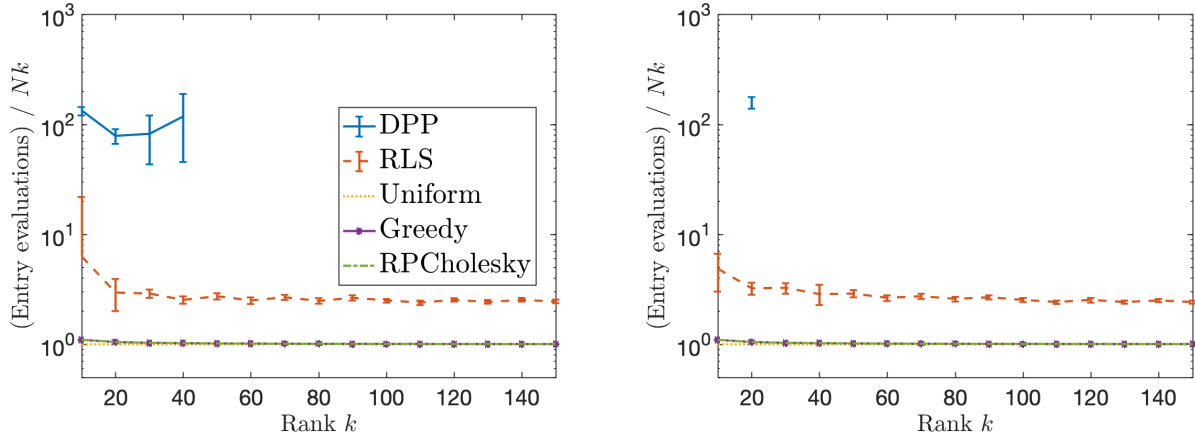 10^3
10^2
10^1
10^0
(Entry evaluations) / Nk
20 40 60 80 100 120 140
Rank k
DPP
RLS
Uniform
Greedy
RPCholesky
10^3
10^2
10^1
10^0
(Entry evaluations) / Nk
20 40 60 80 100 120 140
Rank k